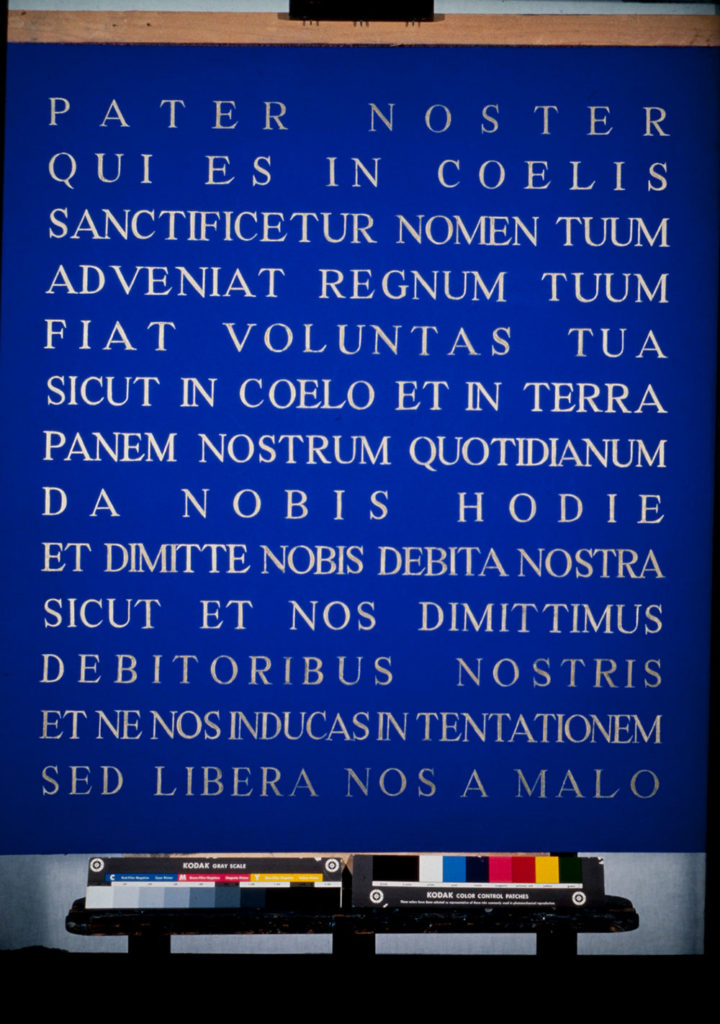 PATER NOSTER
QUI ES IN COELIS
SANCTIFICETUR NOMEN TUUM
ADVENIAT REGNUM TUUM
FIAT VOLUNTAS TUA
SICUT IN COELO ET IN TERRA
PANEM NOSTRUM QUOTIDIANUM
DA NOBIS HODIE
ET DIMITTE NOBIS DEBITA NOSTRA
SICUT ET NOS DIMITTIMUS
DEBITORIBUS NOSTRIS
ET NE NOS INDUCAS IN TENTATIONEM
SED LIBERA NOS A MALO
KODAK GRAY SCALE
C M Y
KODAK COLOR CONTROL PATCHES